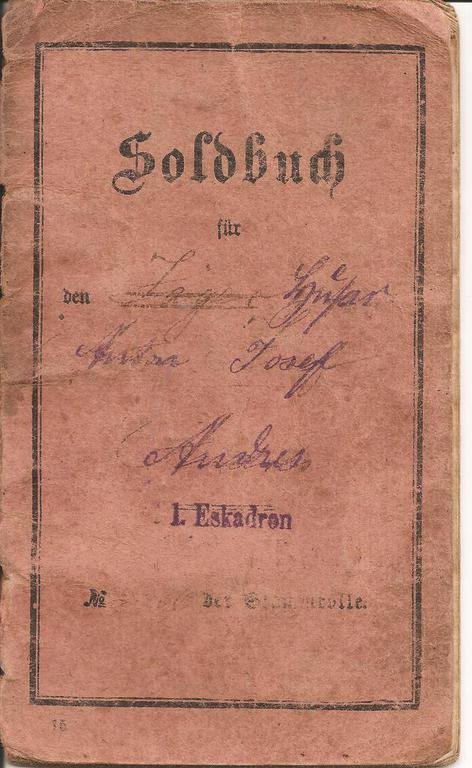 Soldbuch
für
den Husar
Anton Josef
Andres
1. Eskadron
№ der Stammrolle.
15